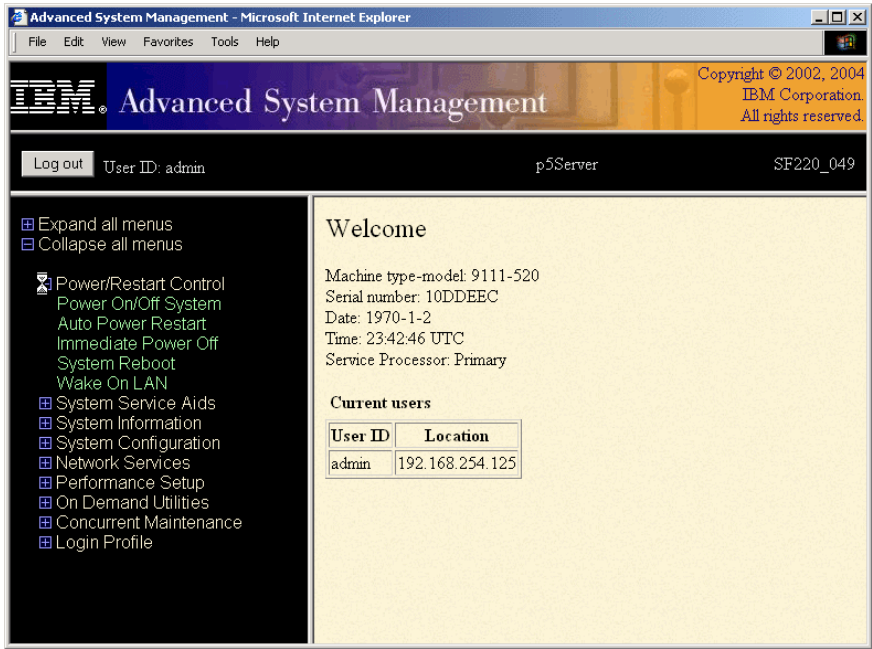 Advanced System Management - Microsoft Internet Explorer
File Edit View Favorites Tools Help
IBM® Advanced System Management
Copyright © 2002, 2004
IBM Corporation.
All rights reserved.
Log out User ID: admin p5Server SF220_049
Expand all menus
Collapse all menus
Power/Restart Control
Power On/Off System
Auto Power Restart
Immediate Power Off
System Reboot
Wake On LAN
System Service Aids
System Information
System Configuration
Network Services
Performance Setup
On Demand Utilities
Concurrent Maintenance
Login Profile
Welcome
Machine type-model: 9111-520
Serial number: 10DDEEC
Date: 1970-1-2
Time: 23:42:46 UTC
Service Processor: Primary
Current users
User ID Location
admin 192.168.254.125